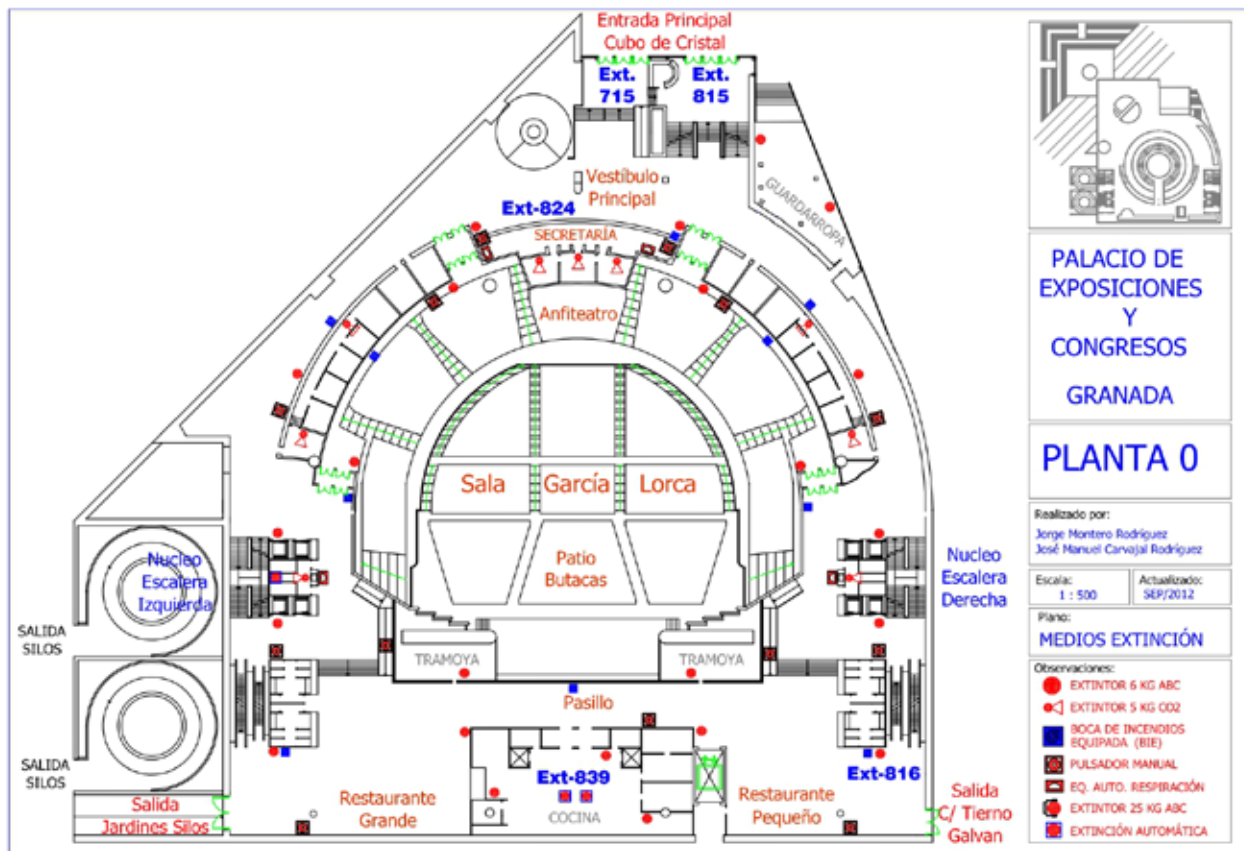 Entrada Principal
Cubo de Cristal
Ext.
715
Ext.
815
GUARDARROPA
Vestíbulo
Principal
Ext-824
SECRETARÍA
Anfiteatro
Sala García Lorca
Patio
Butacas
Nucleo
Escalera
Izquierda
Nucleo
Escalera
Derecha
SALIDA
SILOS
TRAMOYA
TRAMOYA
Pasillo
SALIDA
SILOS
Ext-839
Ext-816
Salida
Jardines Silos
Restaurante
Grande
COCINA
Restaurante
Pequeño
Salida
C/ Tierno
Galvan
PALACIO DE
EXPOSICIONES
Y
CONGRESOS
GRANADA
PLANTA 0
Realizado por:
Jorge Montero Rodríguez
José Manuel Carvajal Rodríguez
Escala:
1 : 500
Actualizado:
SEP/2012
Plano:
MEDIOS EXTINCIÓN
Observaciones:
EXTINTOR 6 KG ABC
EXTINTOR 5 KG CO2
BOCA DE INCENDIOS
EQUIPADA (BIE)
PULSADOR MANUAL
EQ. AUTO. RESPIRACIÓN
EXTINTOR 25 KG ABC
EXTINCIÓN AUTOMÁTICA